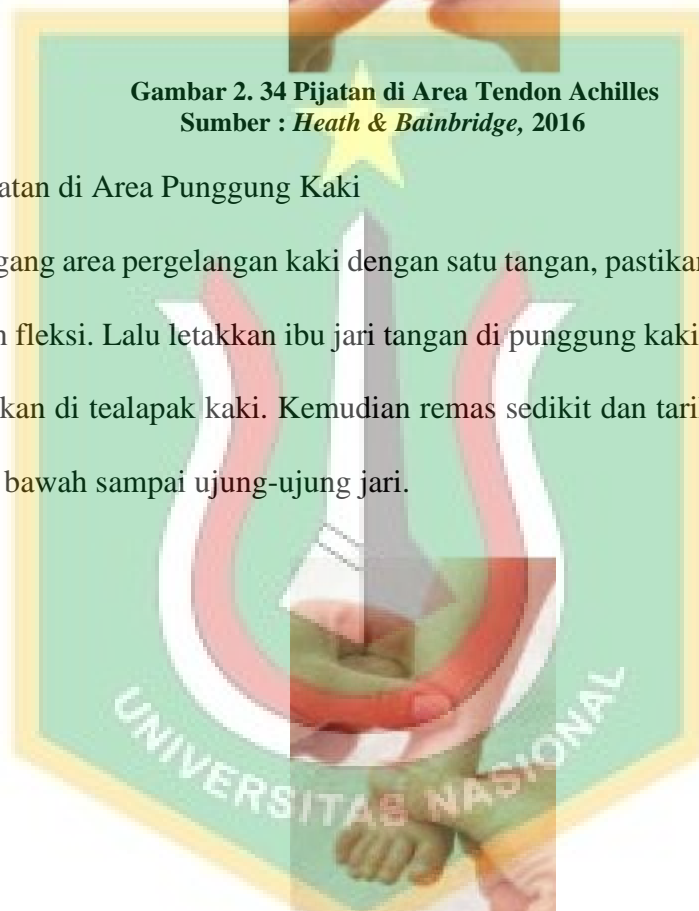 Gambar 2. 34 Pijatan di Area Tendon Achilles
Sumber : Heath & Bainbridge, 2016
atan di Area Punggung Kaki
gang area pergelangan kaki dengan satu tangan, pastikan
fleksi. Lalu letakkan ibu jari tangan di punggung kaki
kan di tealapak kaki. Kemudian remas sedikit dan tari
bawah sampai ujung-ujung jari.
UNIVERSITAS NASIONAL